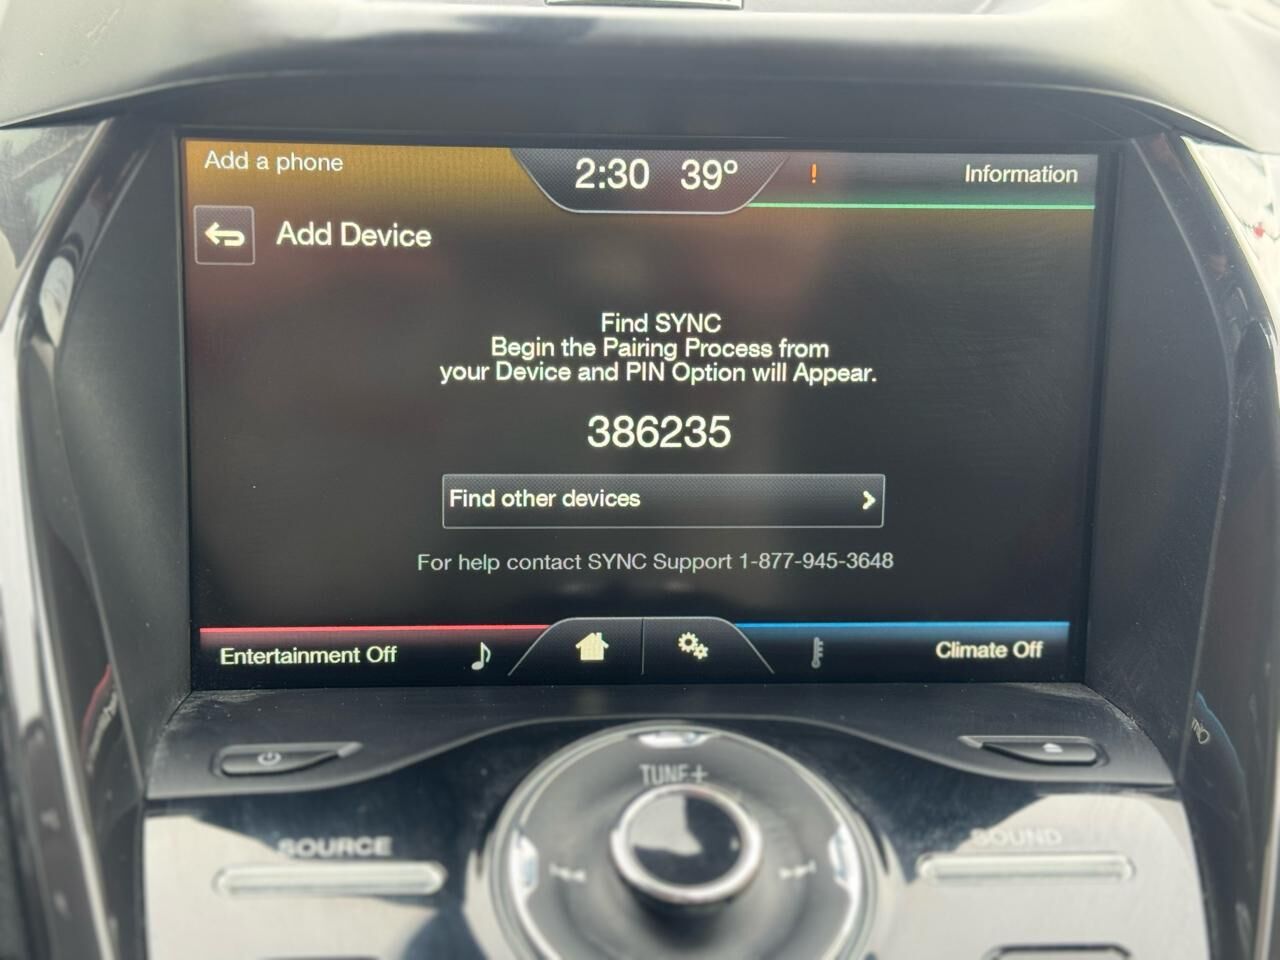 Add a phone
2:30 39º
!
Information
Add Device
Find SYNC
Begin the Pairing Process from
your Device and PIN Option will Appear.
386235
Find other devices
For help contact SYNC Support 1-877-945-3648
Entertainment Off
Climate Off
TUNE+
SOURCE
SOUND